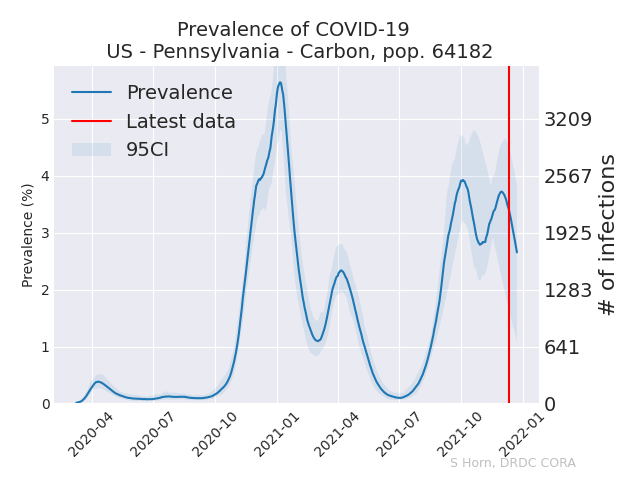 Prevalence of COVID-19
US - Pennsylvania - Carbon, pop. 64182
Prevalence
Latest data
95CI
Prevalence (%)
5
4
3
2
1
0
3209
2567
1925
1283
641
0
# of infections
2020-04
2020-07
2020-10
2021-01
2021-04
2021-07
2021-10
2022-01
S Horn, DRDC CORA